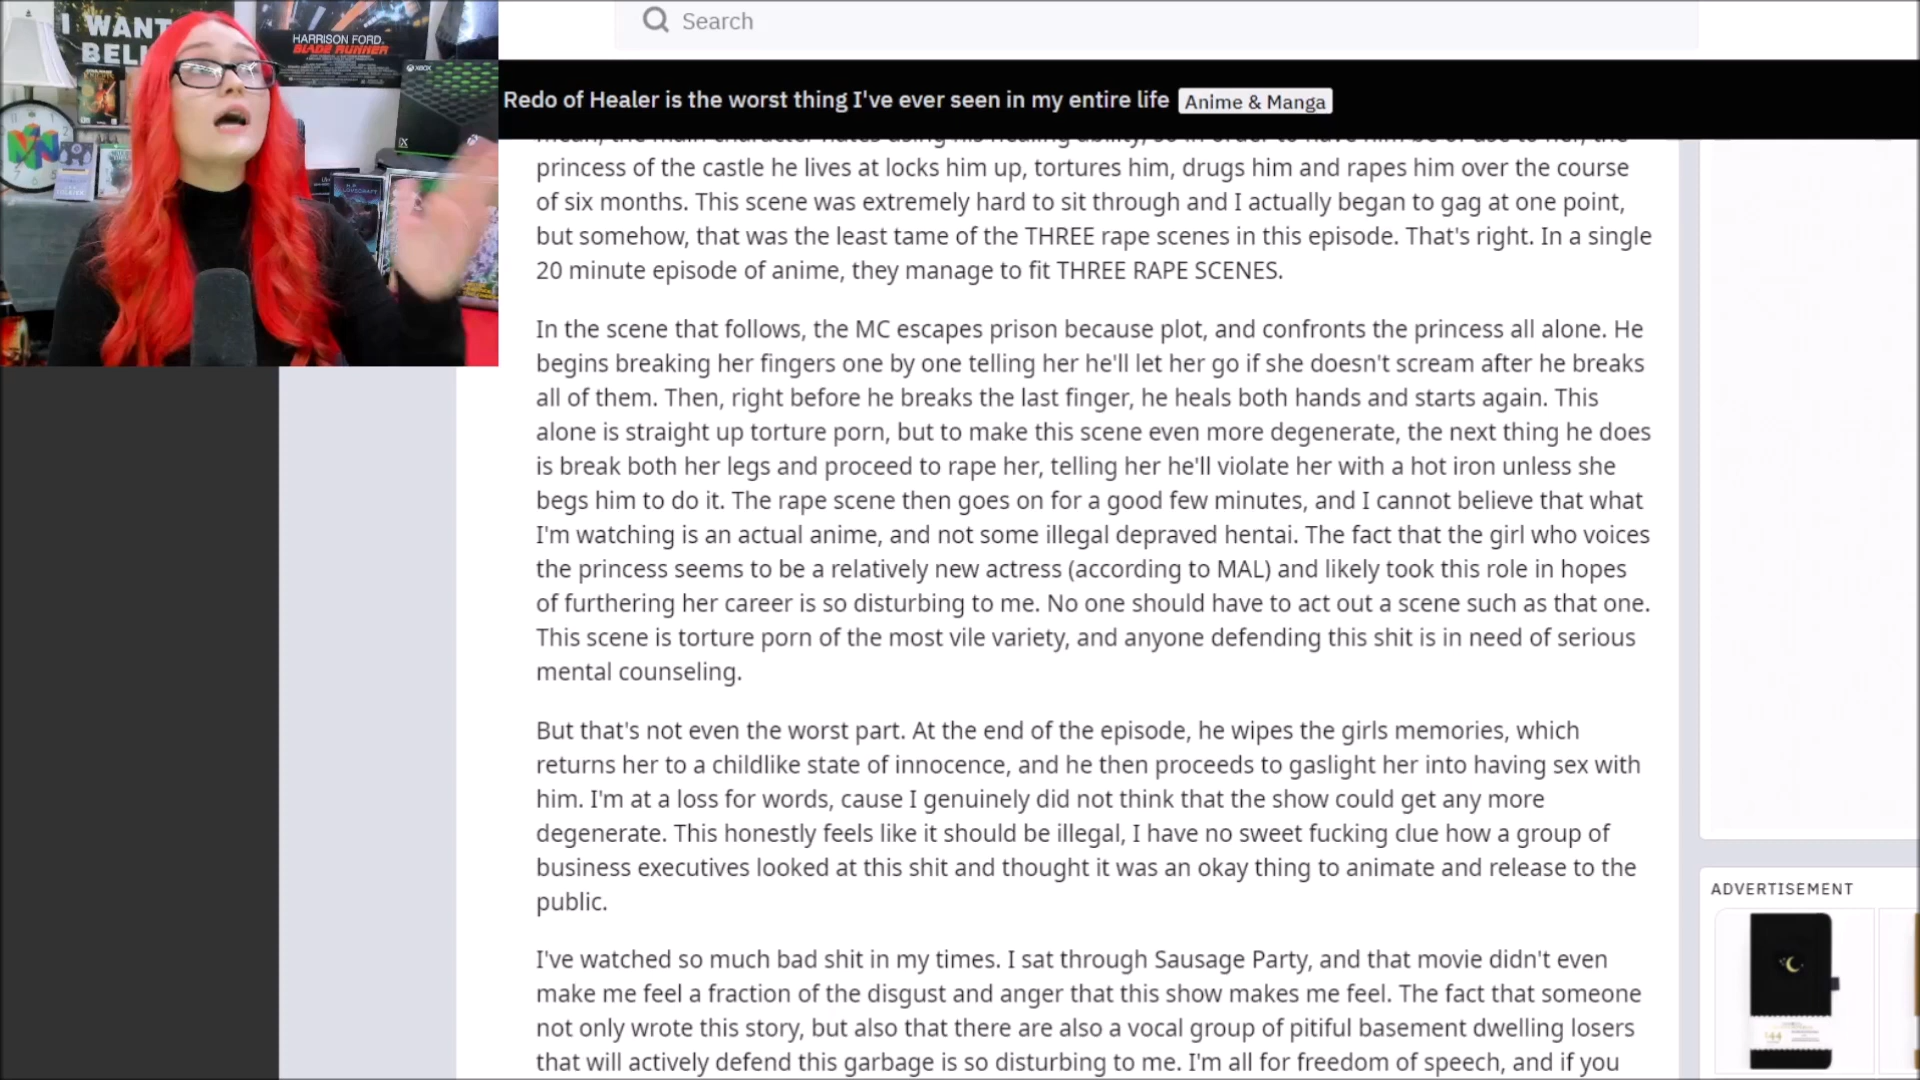 I WANT
BELI
HARRISON FORD.
BLADE RUNNER
XBOX
Search
Redo of Healer is the worst thing I've ever seen in my entire life Anime & Manga
princess of the castle he lives at locks him up, tortures him, drugs him and rapes him over the course
of six months. This scene was extremely hard to sit through and I actually began to gag at one point,
but somehow, that was the least tame of the THREE rape scenes in this episode. That's right. In a single
20 minute episode of anime, they manage to fit THREE RAPE SCENES.
In the scene that follows, the MC escapes prison because plot, and confronts the princess all alone. He
begins breaking her fingers one by one telling her he'll let her go if she doesn't scream after he breaks
all of them. Then, right before he breaks the last finger, he heals both hands and starts again. This
alone is straight up torture porn, but to make this scene even more degenerate, the next thing he does
is break both her legs and proceed to rape her, telling her he'll violate her with a hot iron unless she
begs him to do it. The rape scene then goes on for a good few minutes, and I cannot believe that what
I'm watching is an actual anime, and not some illegal depraved hentai. The fact that the girl who voices
the princess seems to be a relatively new actress (according to MAL) and likely took this role in hopes
of furthering her career is so disturbing to me. No one should have to act out a scene such as that one.
This scene is torture porn of the most vile variety, and anyone defending this shit is in need of serious
mental counseling.
But that's not even the worst part. At the end of the episode, he wipes the girls memories, which
returns her to a childlike state of innocence, and he then proceeds to gaslight her into having sex with
him. I'm at a loss for words, cause I genuinely did not think that the show could get any more
degenerate. This honestly feels like it should be illegal, I have no sweet fucking clue how a group of
business executives looked at this shit and thought it was an okay thing to animate and release to the
public.
ADVERTISEMENT
I've watched so much bad shit in my times. I sat through Sausage Party, and that movie didn't even
make me feel a fraction of the disgust and anger that this show makes me feel. The fact that someone
not only wrote this story, but also that there are also a vocal group of pitiful basement dwelling losers
that will actively defend this garbage is so disturbing to me. I'm all for freedom of speech, and if you